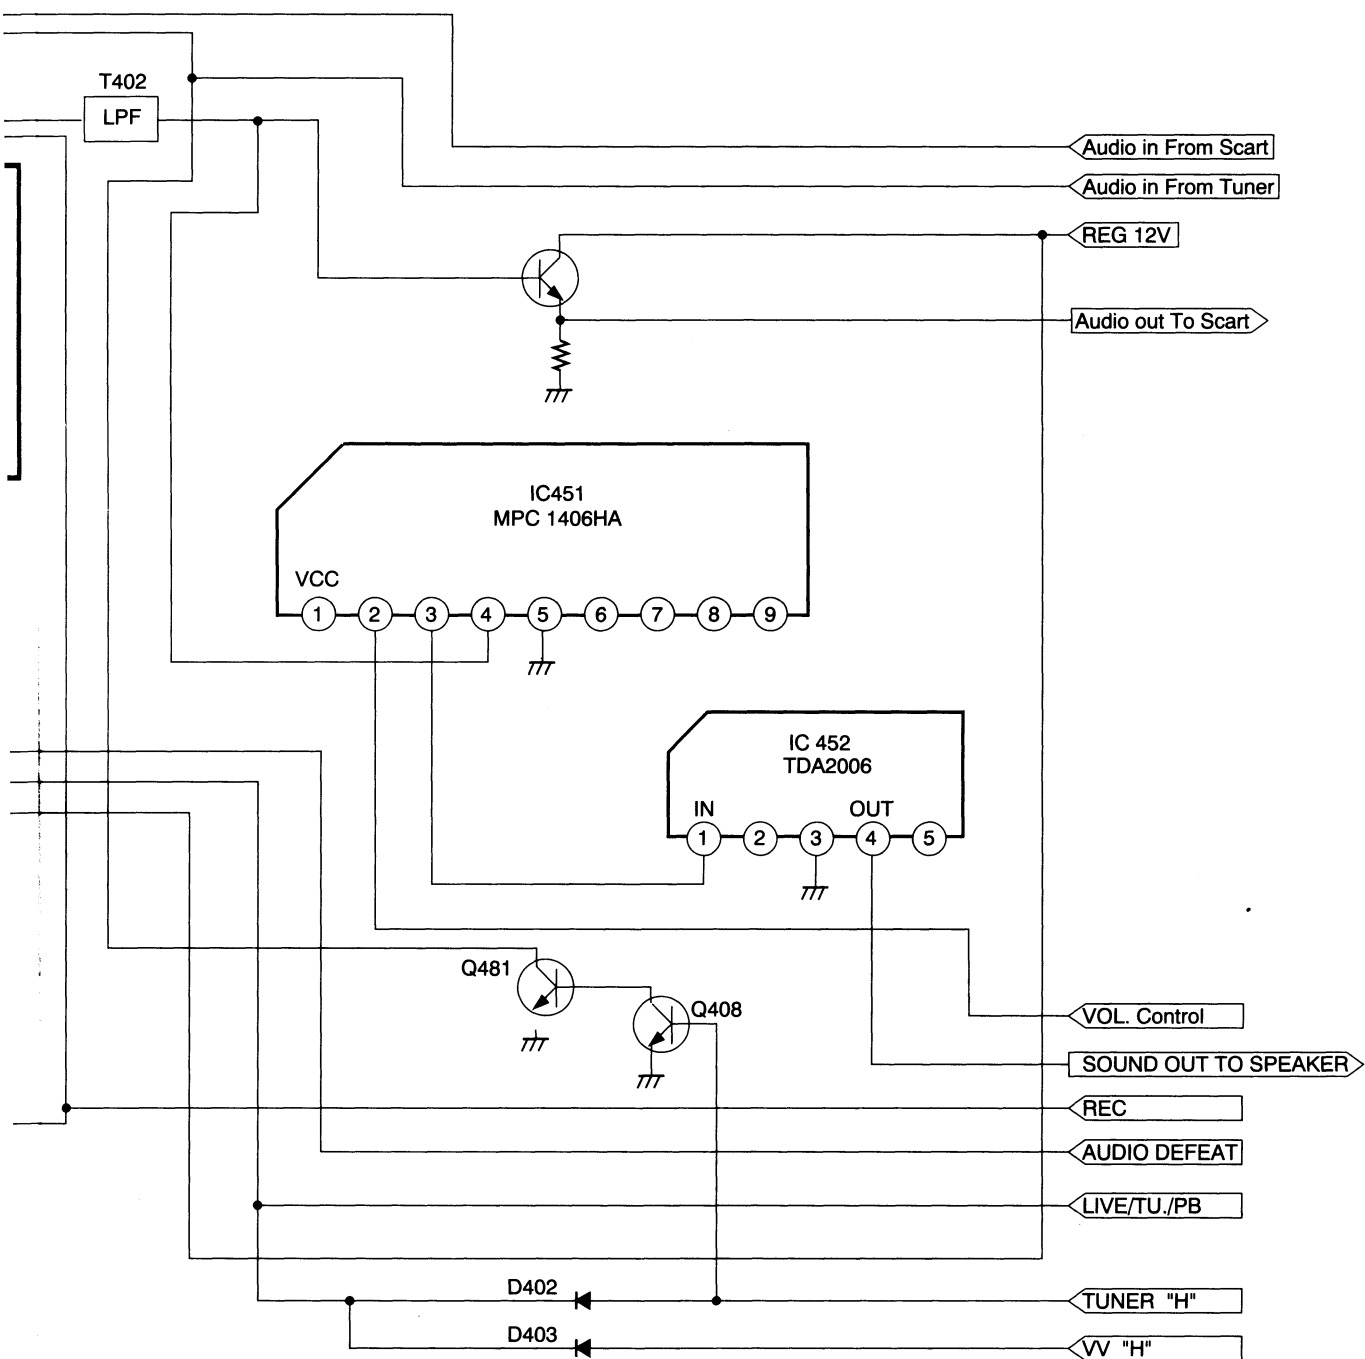 T402
LPF
Audio in From Scart
Audio in From Tuner
REG 12V
Audio out To Scart
IC451
MPC 1406HA
VCC
1 2 3 4 5 6 7 8 9
IC 452
TDA2006
IN OUT
1 2 3 4 5
Q481
Q408
VOL. Control
SOUND OUT TO SPEAKER
REC
AUDIO DEFEAT
LIVE/TU./PB
D402
TUNER "H"
D403
VV "H"